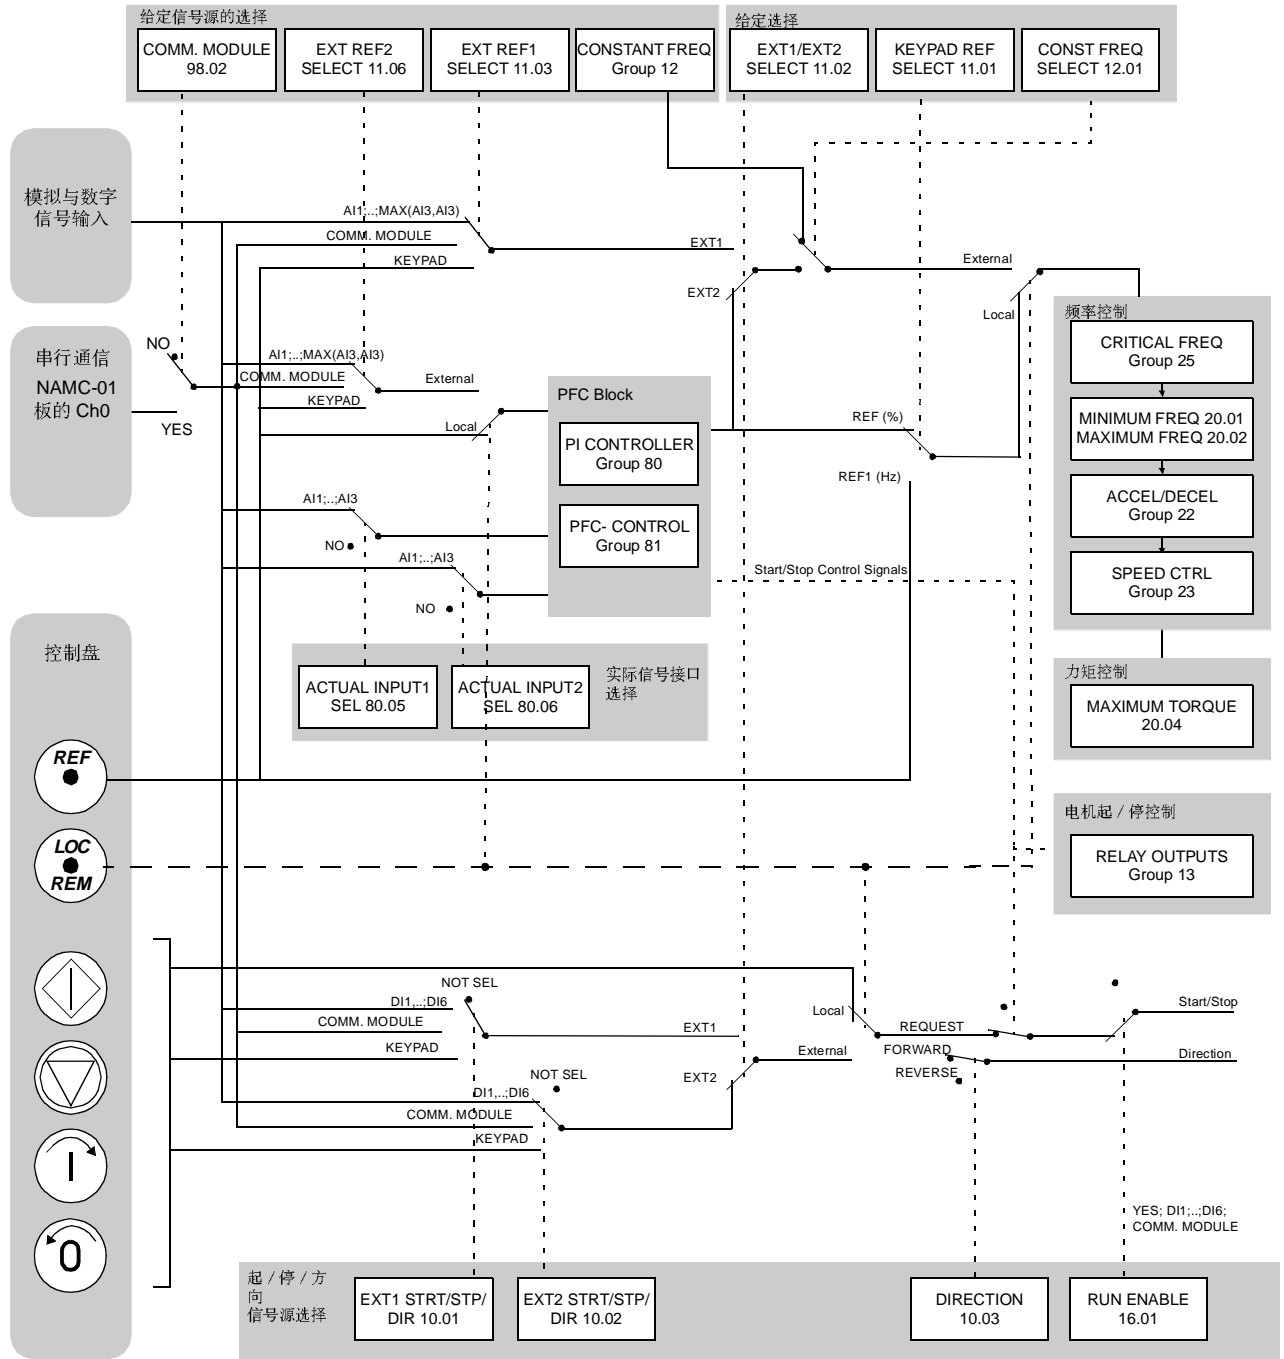 给定信号源的选择
COMM. MODULE
98.02
EXT REF2
SELECT 11.06
EXT REF1
SELECT 11.03
CONSTANT FREQ
Group 12
给定选择
EXT1/EXT2
SELECT 11.02
KEYPAD REF
SELECT 11.01
CONST FREQ
SELECT 12.01
模拟与数字
信号输入
AI1;..;MAX(AI3,AI3)
COMM. MODULE
KEYPAD
EXT1
EXT2
External
Local
串行通信
NAMC-01
板的 Ch0
NO
YES
AI1;..;MAX(AI3,AI3)
COMM. MODULE
KEYPAD
External
Local
AI1;..;AI3
NO
AI1;..;AI3
NO
PFC Block
PI CONTROLLER
Group 80
PFC- CONTROL
Group 81
REF (%)
REF1 (Hz)
Start/Stop Control Signals
频率控制
CRITICAL FREQ
Group 25
MINIMUM FREQ 20.01
MAXIMUM FREQ 20.02
ACCEL/DECEL
Group 22
SPEED CTRL
Group 23
控制盘
ACTUAL INPUT1
SEL 80.05
ACTUAL INPUT2
SEL 80.06
实际信号接口
选择
力矩控制
MAXIMUM TORQUE
20.04
REF
LOC
REM
电机起 / 停控制
RELAY OUTPUTS
Group 13
NOT SEL
DI1,..;DI6
COMM. MODULE
KEYPAD
EXT1
NOT SEL
DI1,..;DI6
COMM. MODULE
KEYPAD
EXT2
Local
External
REQUEST
FORWARD
REVERSE
Start/Stop
Direction
I
0
YES; DI1;..;DI6;
COMM. MODULE
起 / 停 / 方
向
信号源选择
EXT1 STRT/STP/
DIR 10.01
EXT2 STRT/STP/
DIR 10.02
DIRECTION
10.03
RUN ENABLE
16.01